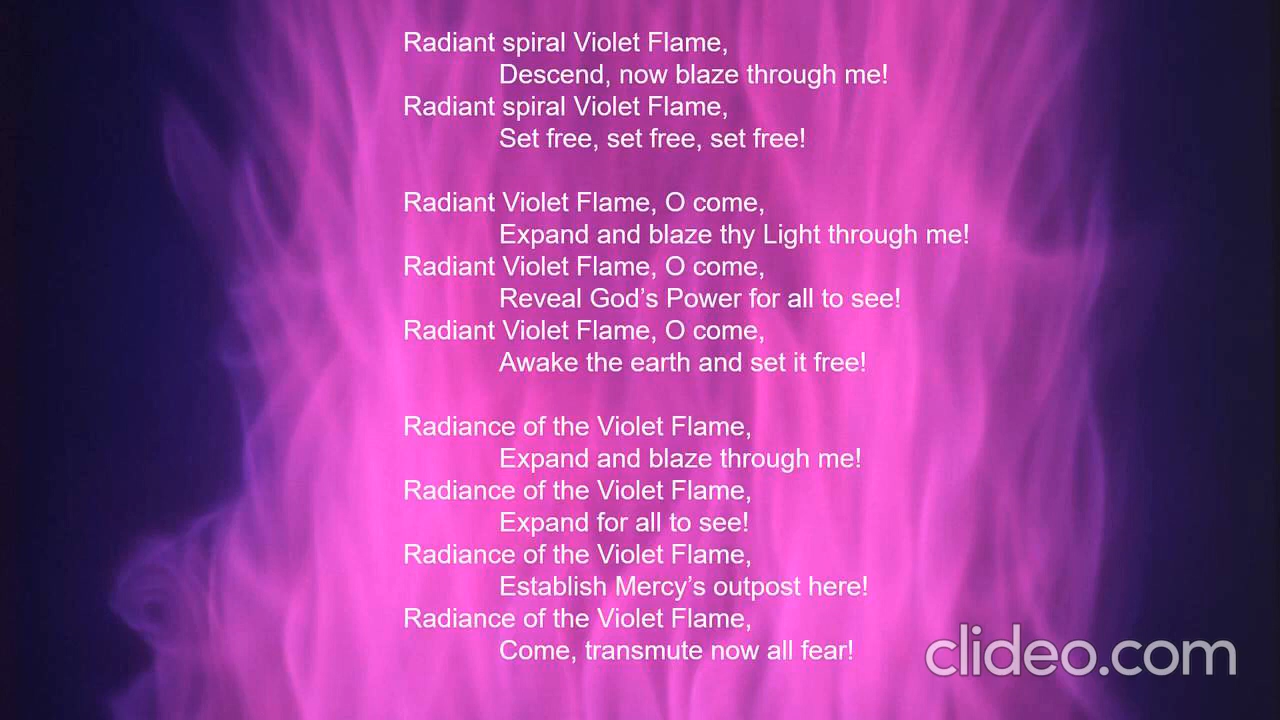 Radiant spiral Violet Flame,
Descend, now blaze through me!
Radiant spiral Violet Flame,
Set free, set free, set free!
Radiant Violet Flame, O come,
Expand and blaze thy Light through me!
Radiant Violet Flame, O come,
Reveal God’s Power for all to see!
Radiant Violet Flame, O come,
Awake the earth and set it free!
Radiance of the Violet Flame,
Expand and blaze through me!
Radiance of the Violet Flame,
Expand for all to see!
Radiance of the Violet Flame,
Establish Mercy’s outpost here!
Radiance of the Violet Flame,
Come, transmute now all fear!
clideo.com